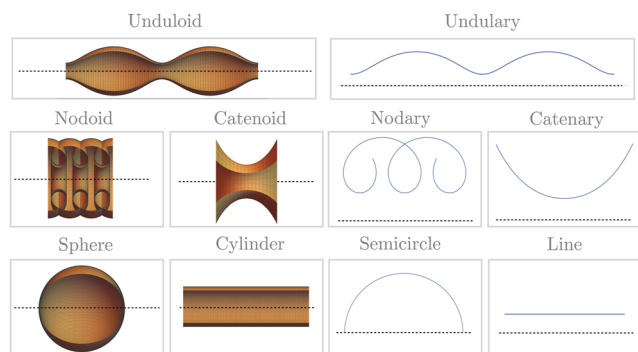 Unduloid Undulary
Nodoid Catenoid Nodary Catenary
Sphere Cylinder Semicircle Line